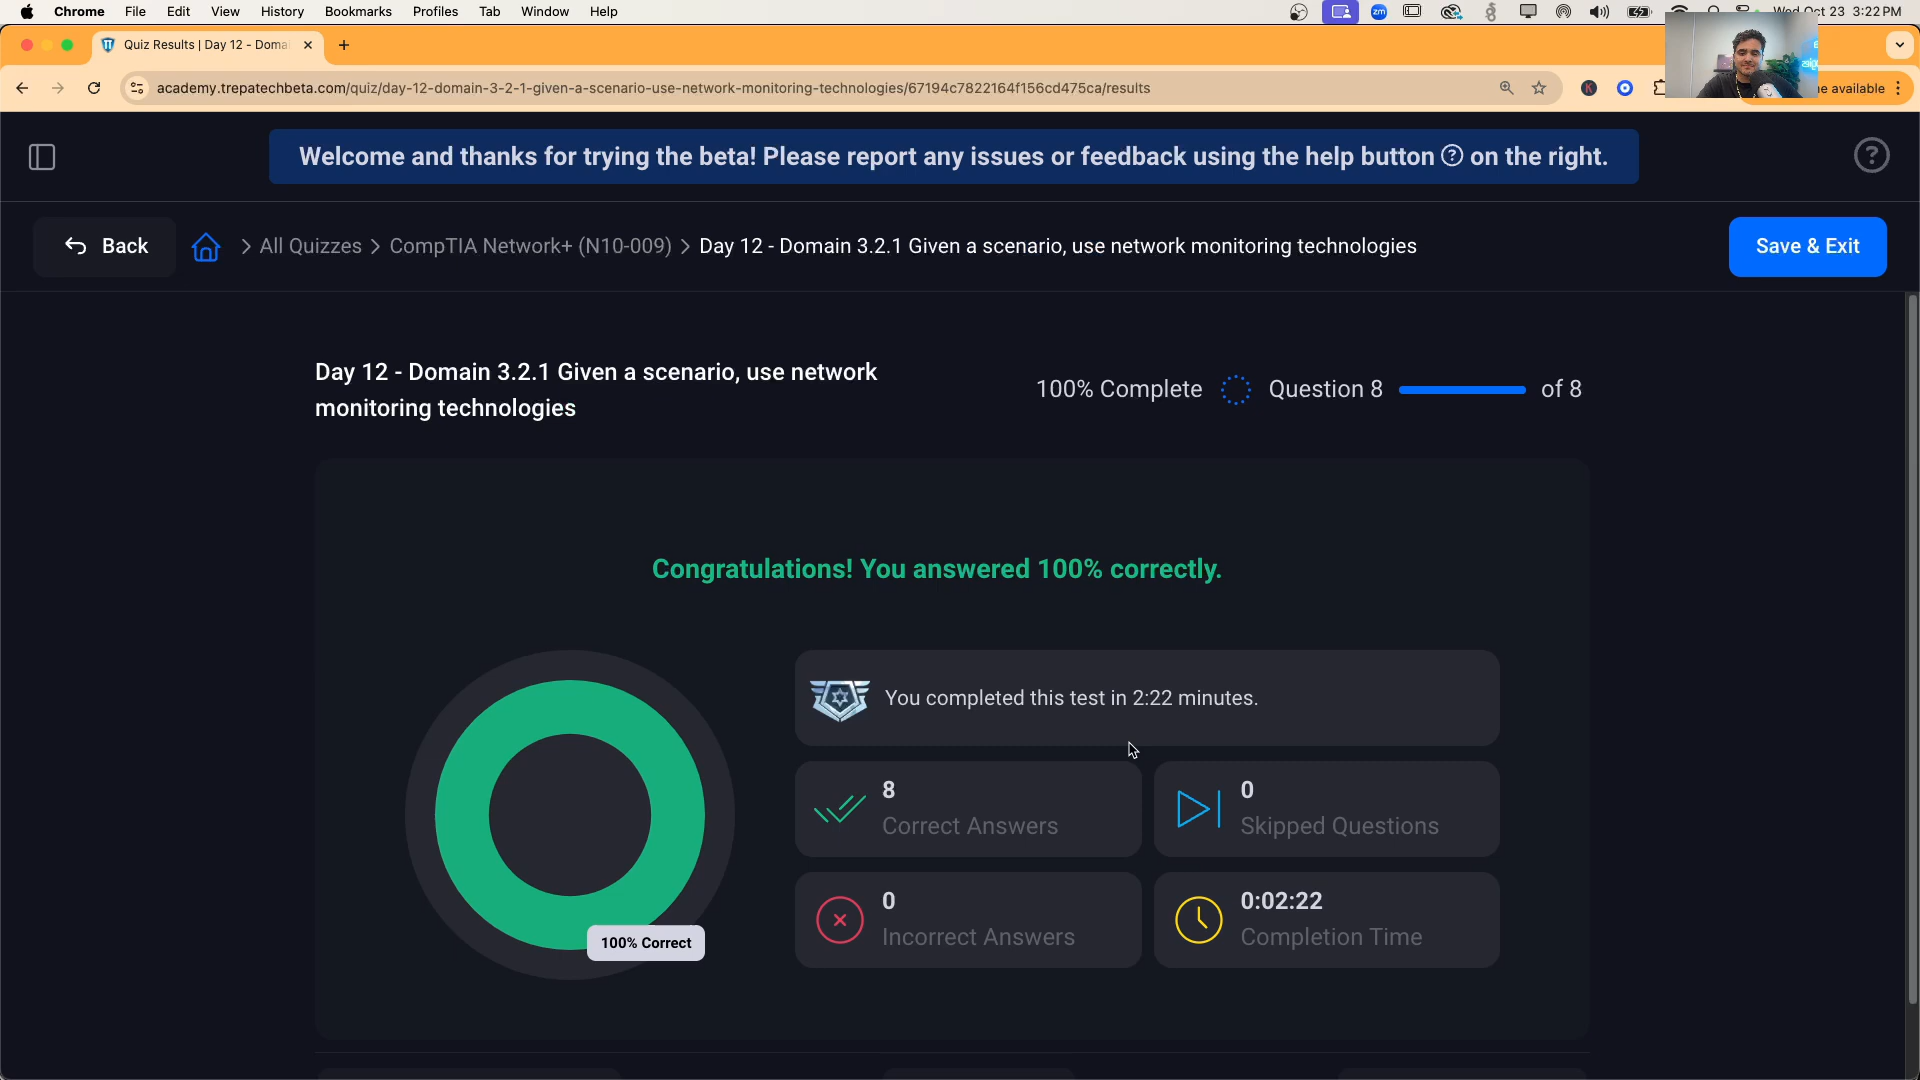 Chrome File Edit View History Bookmarks Profiles Tab Window Help
zm
Wed Oct 23 3:22 PM
Quiz Results | Day 12 - Doma
academy.trepatechbeta.com/quiz/day-12-domain-3-2-1-given-a-scenario-use-network-monitoring-technologies/67194c7822164f156cd475ca/results
K
e available
Welcome and thanks for trying the beta! Please report any issues or feedback using the help button ? on the right.
?
Back > All Quizzes > CompTIA Network+ (N10-009) > Day 12 - Domain 3.2.1 Given a scenario, use network monitoring technologies
Save & Exit
Day 12 - Domain 3.2.1 Given a scenario, use network
monitoring technologies
100% Complete Question 8 of 8
Congratulations! You answered 100% correctly.
100% Correct
You completed this test in 2:22 minutes.
8
Correct Answers
0
Skipped Questions
0
Incorrect Answers
0:02:22
Completion Time